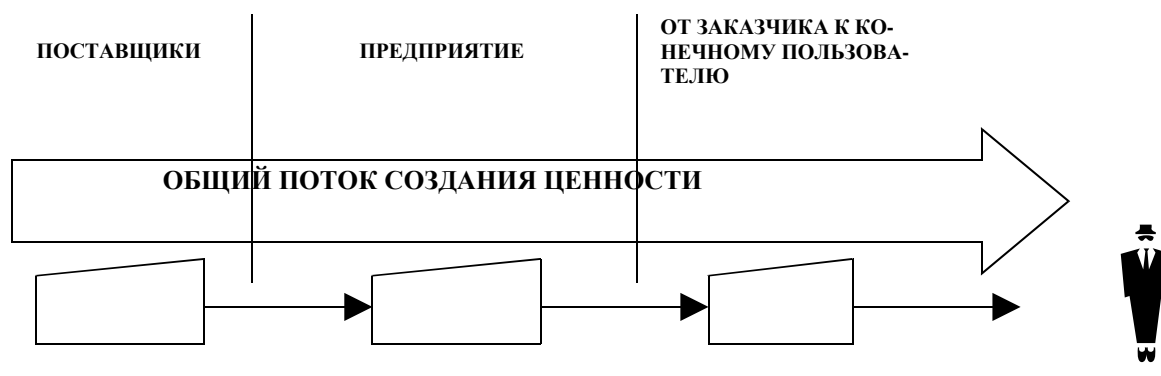 ПОСТАВЩИКИ
ПРЕДПРИЯТИЕ
ОТ ЗАКАЗЧИКА К КО-
НЕЧНОМУ ПОЛЬЗОВА-
ТЕЛЮ
ОБЩИЙ ПОТОК СОЗДАНИЯ ЦЕННОСТИ